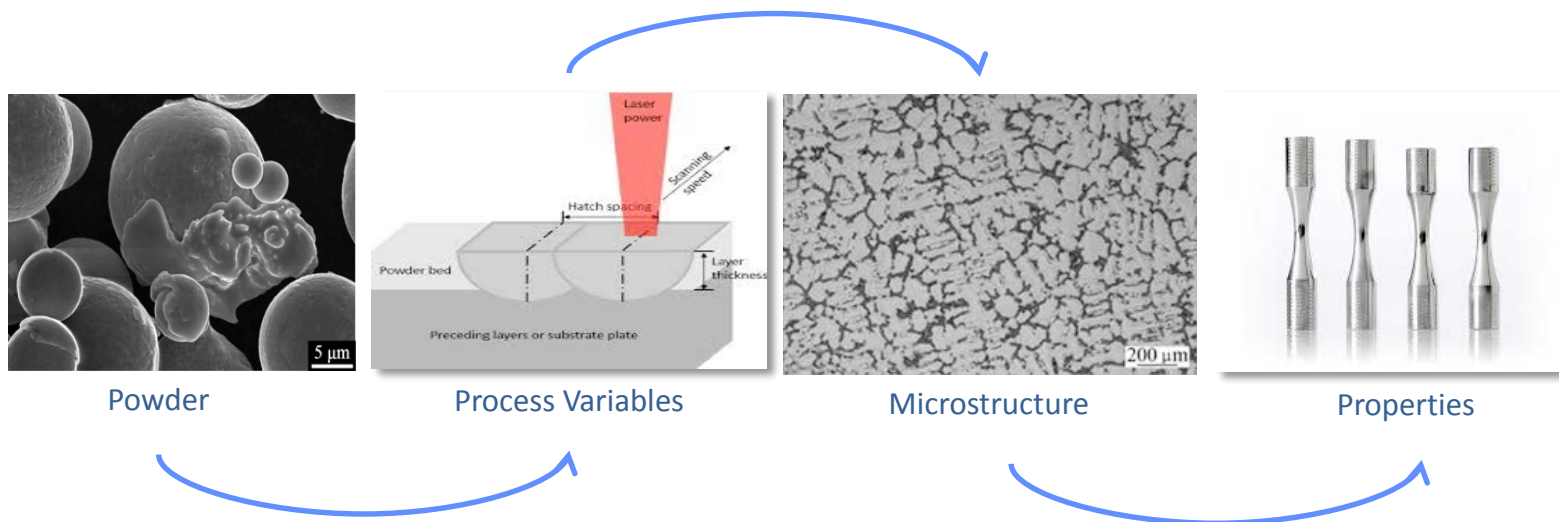 5 µm
Powder
Laser
power
Scanning
speed
Hatch spacing
Powder bed
Layer
thickness
Preceding layers or substrate plate
Process Variables
200 µm
Microstructure
Properties